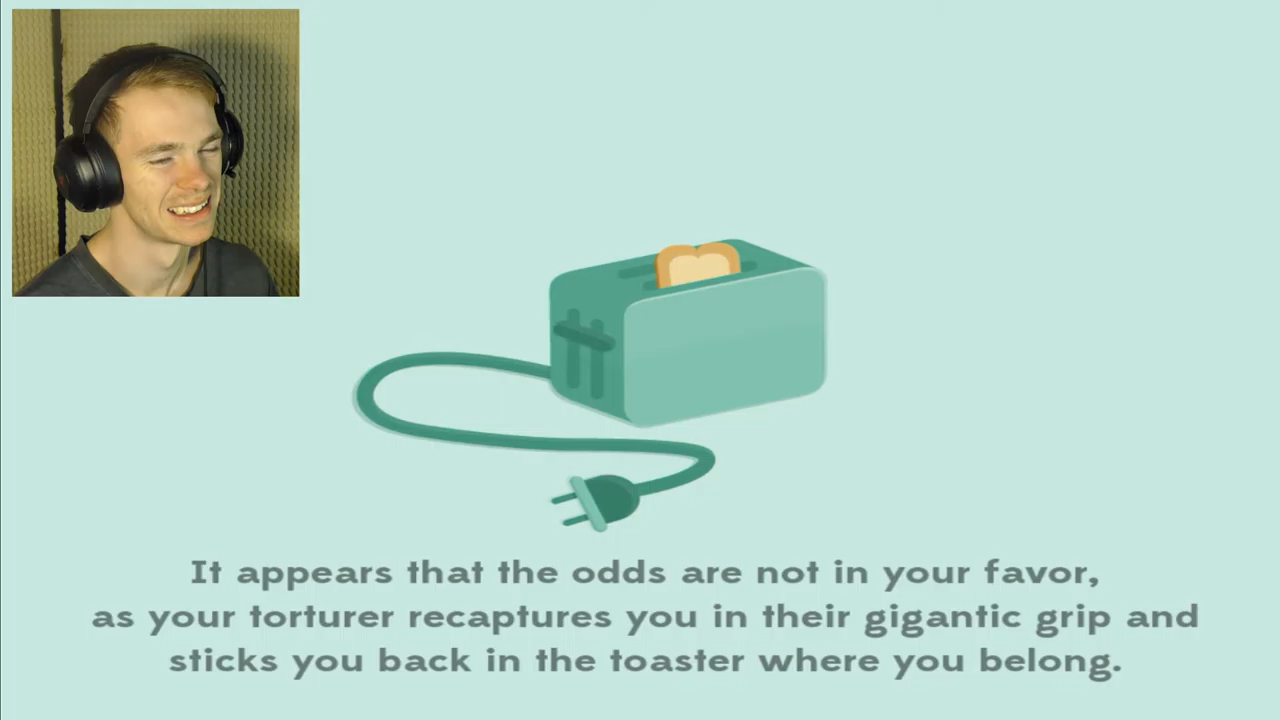 It appears that the odds are not in your favor,
as your torturer recaptures you in their gigantic grip and
sticks you back in the toaster where you belong.